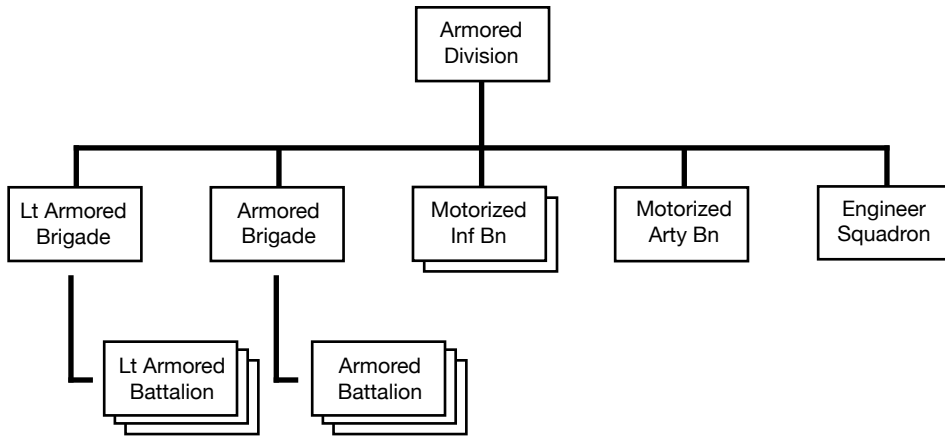 Armored
Division
Lt Armored
Brigade
Armored
Brigade
Motorized
Inf Bn
Motorized
Arty Bn
Engineer
Squadron
Lt Armored
Battalion
Armored
Battalion